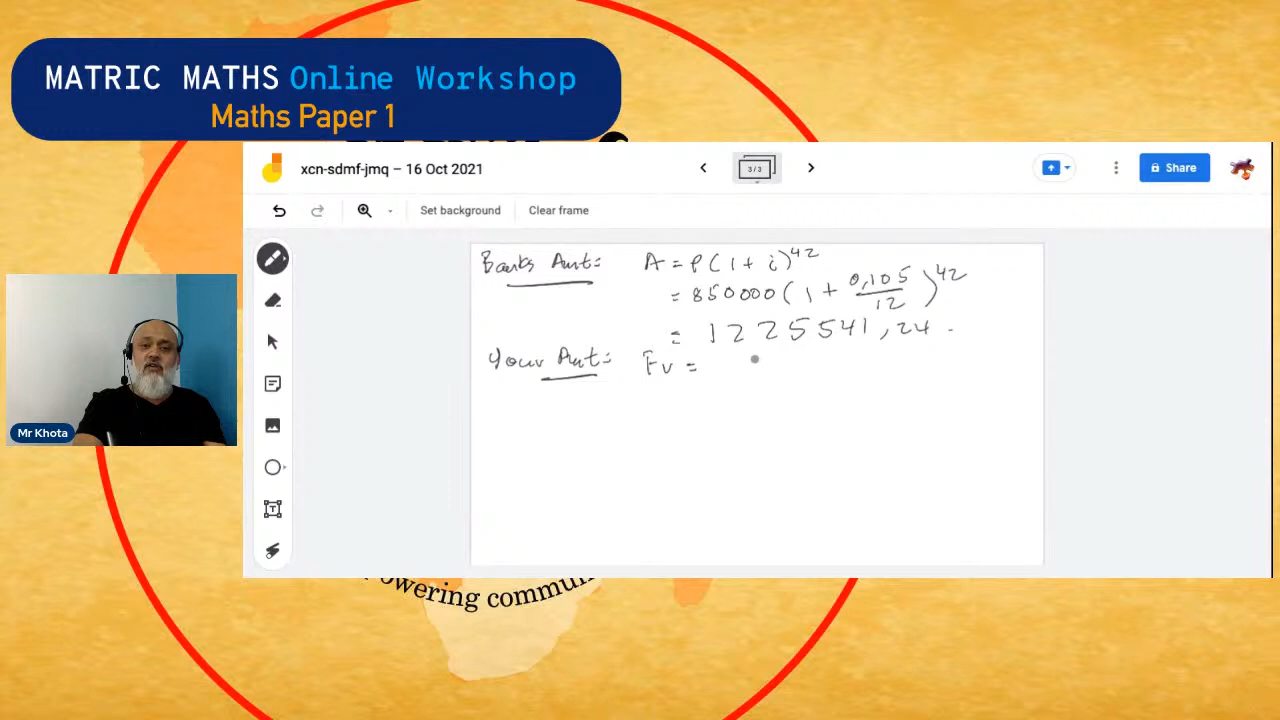 MATRIC MATHS Online Workshop
Maths Paper 1
xcn-sdmf-jmq – 16 Oct 2021
3/3
Share
Set background
Clear frame
Banks Amt: A = P(1 + i)^42
= 850000(1 + 0,105/12)^42
= 1225541,24.
Your Amt: Fv =
Mr Khota
owering commun